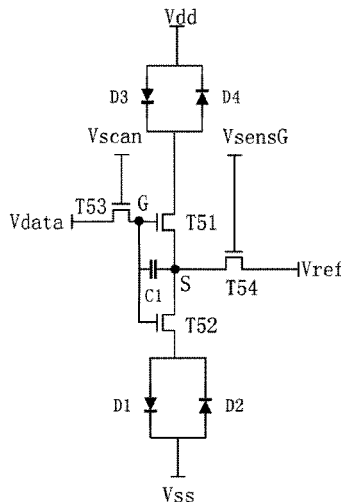 Vdd
D3
D4
Vscan
VsensG
T53
G
Vdata
T51
Vref
C1
S
T54
T52
D1
D2
Vss